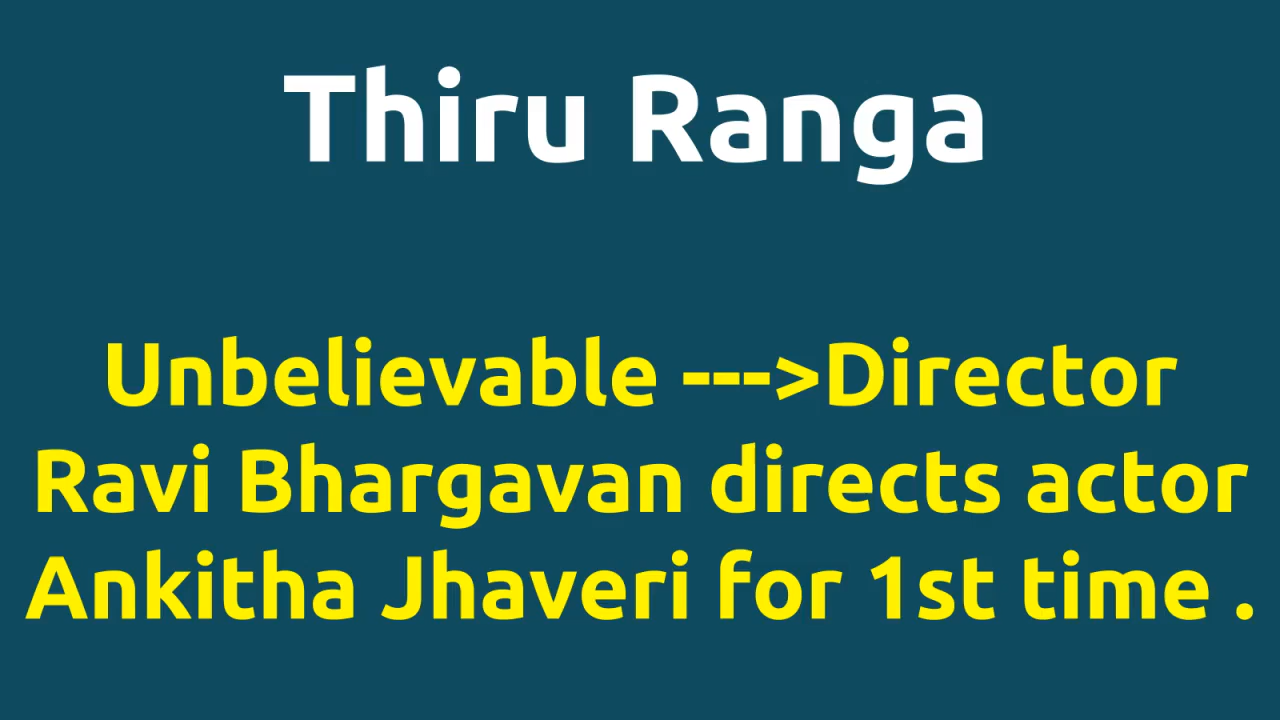 Thiru Ranga
Unbelievable --->Director
Ravi Bhargavan directs actor
Ankitha Jhaveri for 1st time .